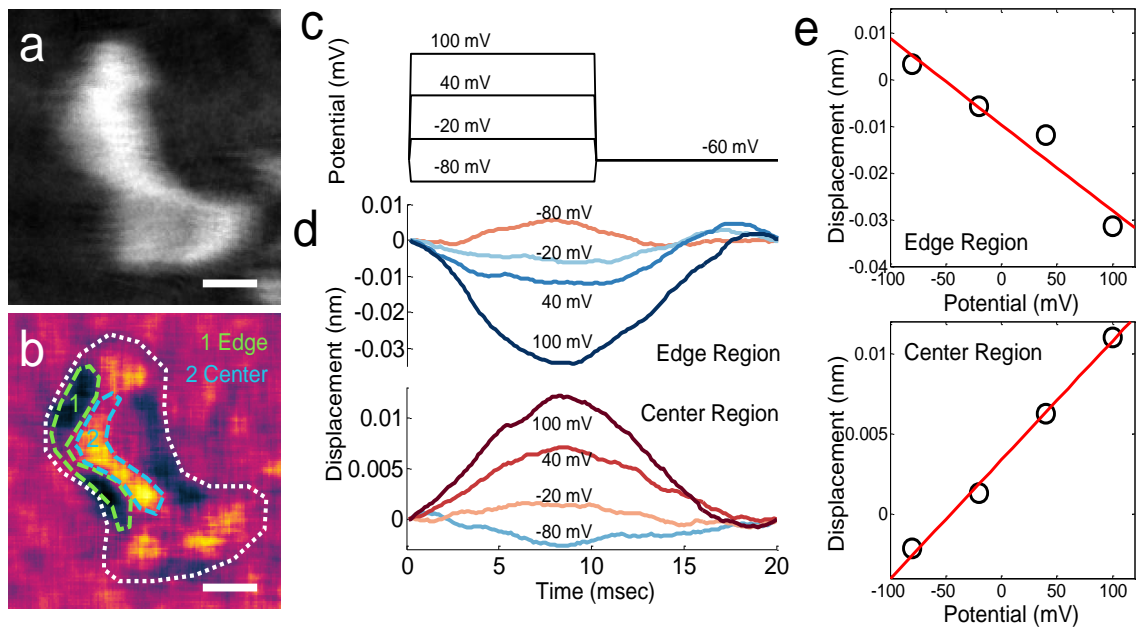 a
b
1 Edge
2 Center
1
2
c
Potential (mV)
100 mV
40 mV
-20 mV
-80 mV
-60 mV
d
Displacement (nm)
0.01
0
-0.01
-0.02
-0.03
-80 mV
-20 mV
40 mV
100 mV
Edge Region
0.01
0.005
0
Center Region
100 mV
40 mV
-20 mV
-80 mV
0
5
10
15
20
Time (msec)
e
Displacement (nm)
0.01
0
-0.01
-0.02
-0.03
-0.04
Edge Region
-100
-50
0
50
100
Potential (mV)
Displacement (nm)
0.01
0.005
0
Center Region
-100
-50
0
50
100
Potential (mV)